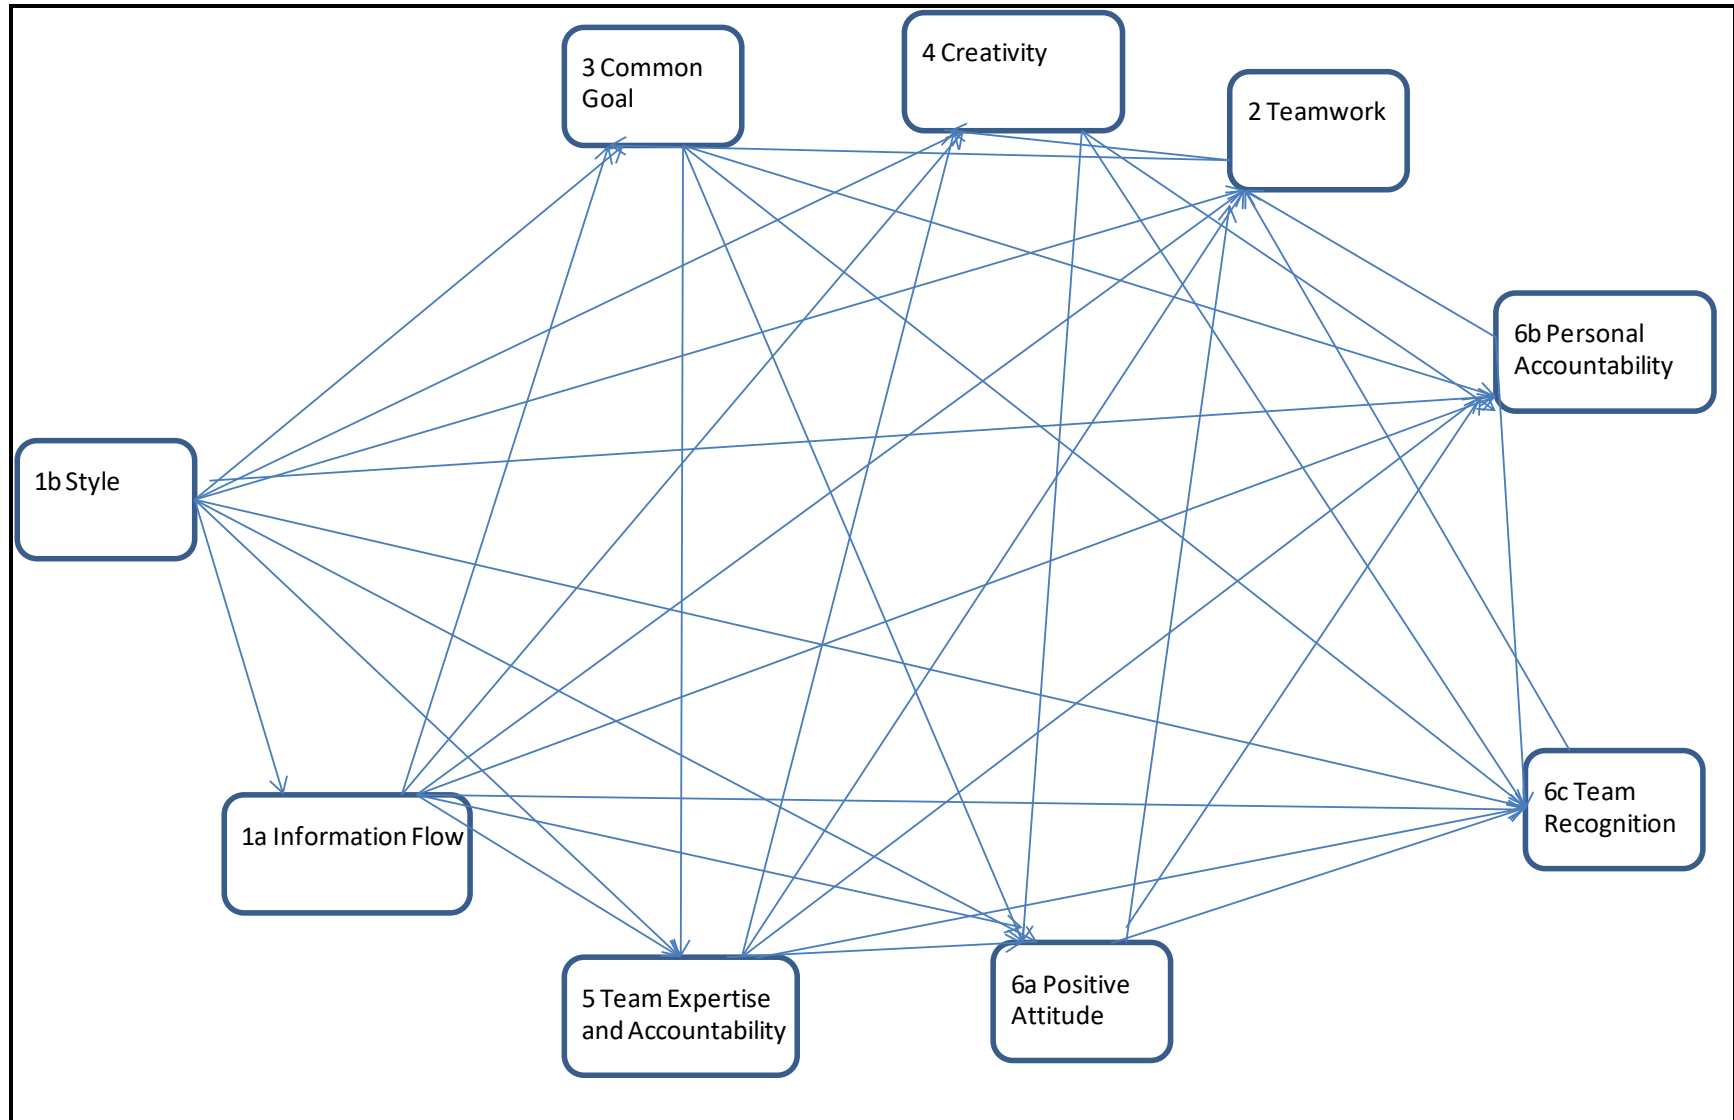 3 Common
Goal
4 Creativity
2 Teamwork
6b Personal
Accountability
1b Style
1a Information Flow
6c Team
Recognition
5 Team Expertise
and Accountability
6a Positive
Attitude